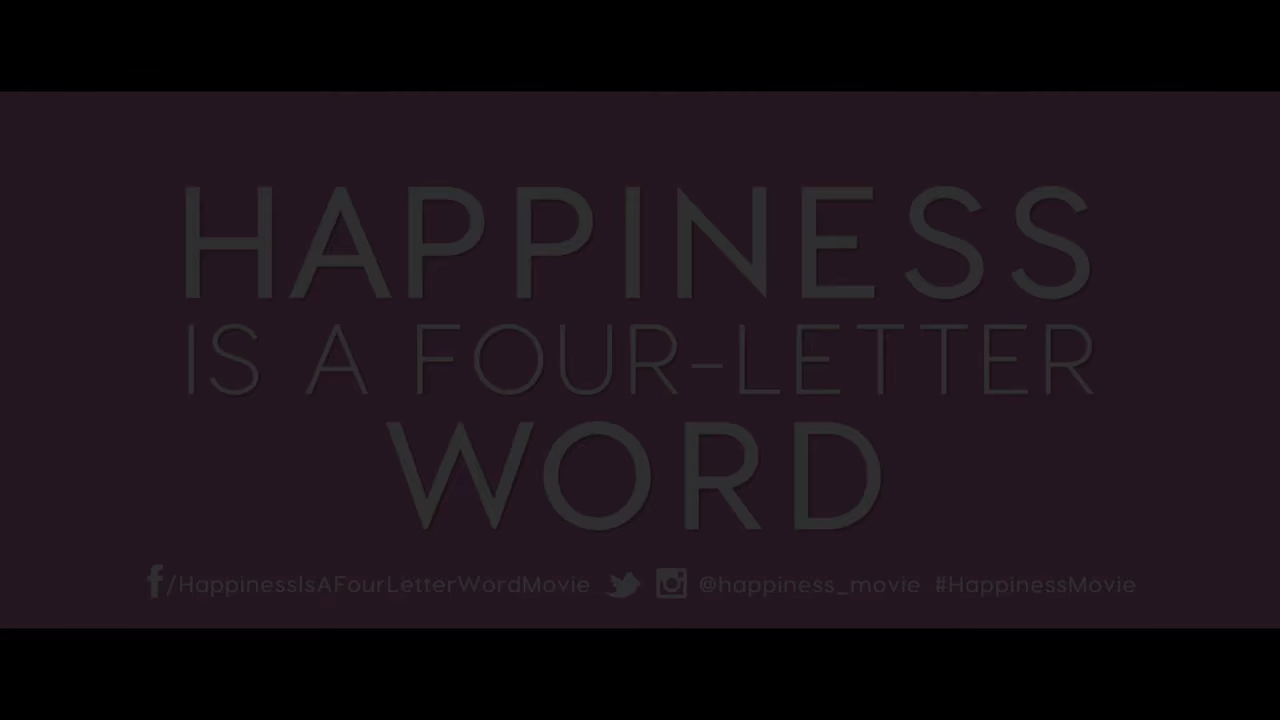 HAPPINESS
IS A FOUR-LETTER
WORD
/HappinessIsAFourLetterWordMovie @happiness_movie #HappinessMovie